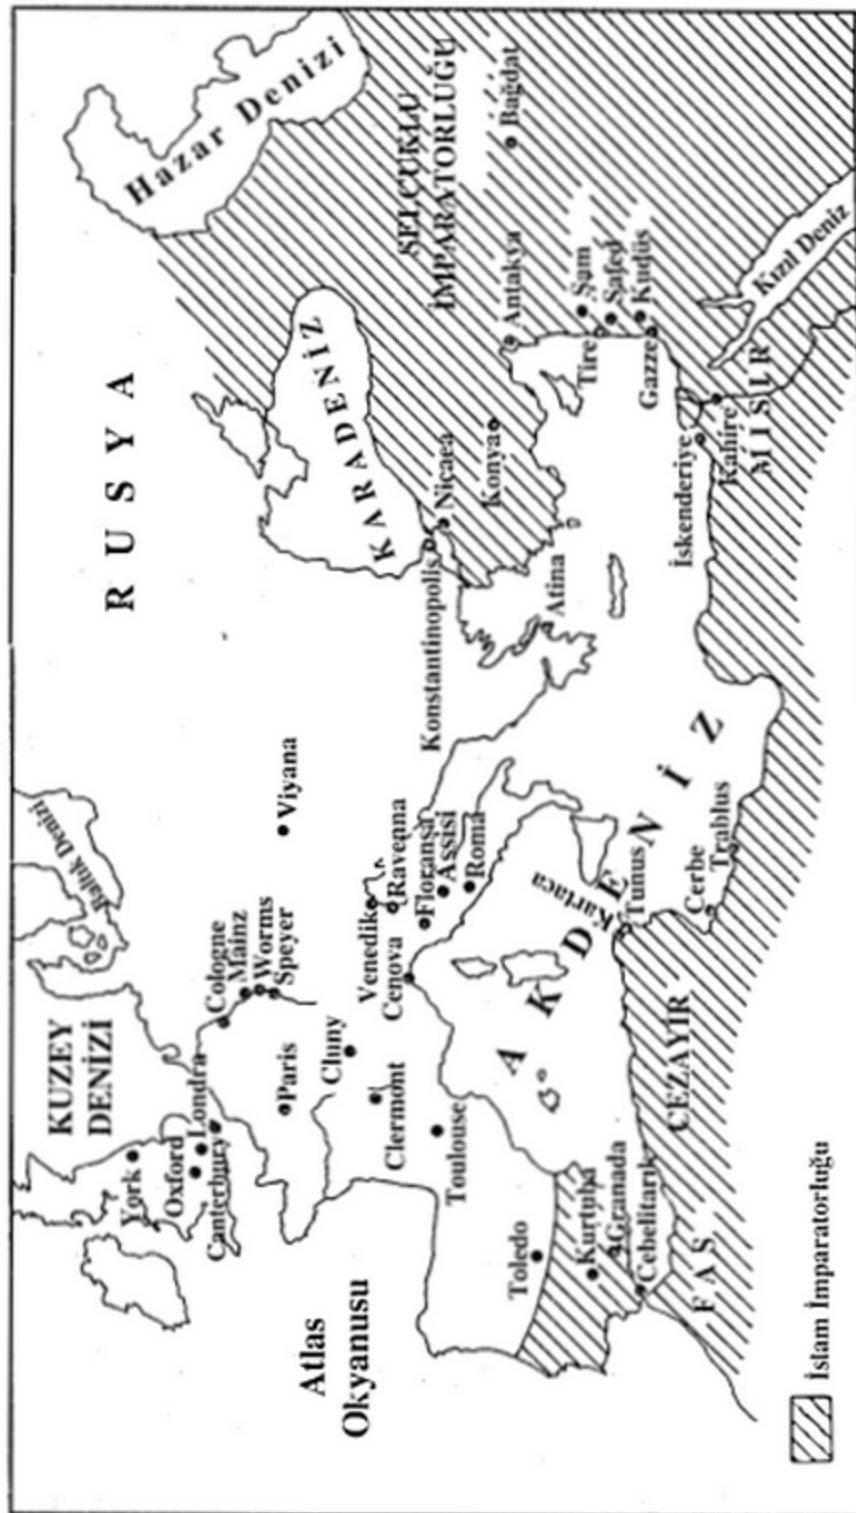 KUZEY
DENİZİ
Baltık Denizi
RUSYA
Hazar Denizi
York
Oxford
Londra
Canterbury
Cologne
Mainz
Worms
Speyer
Paris
Viyana
KARADENİZ
Atlas
Okyanusu
Cluny
Clermont
Toulouse
Venedik
Cenova
Ravenna
Floransa
Assisi
Roma
Konstantinopolis
Nicaea
Konya
SELÇUKLU
İMPARATORLUĞU
Antakya
Bağdat
Toledo
Kurtuba
Granada
Cebelitarık
AKDENİZ
Kartaca
Tunus
Cerbe
Trablus
Atina
Tire
Şam
Safed
Kudüs
Gazze
İskenderiye
Kahire
MISIR
Kızıl Deniz
FAS
CEZAYİR
İslam İmparatorluğu